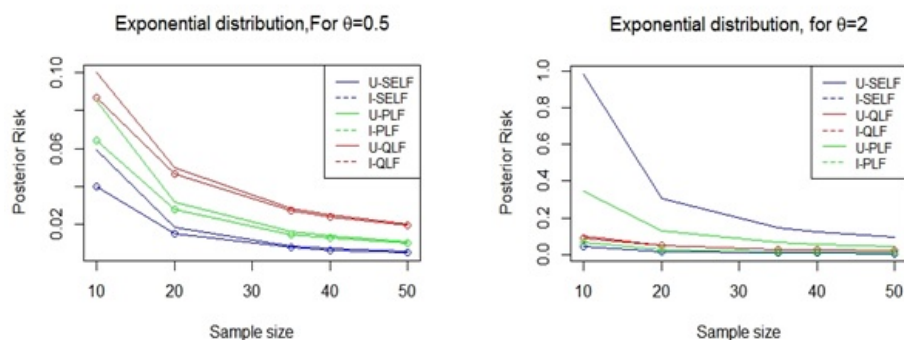 Exponential distribution,For θ=0.5
Posterior Risk
0.10
0.06
0.02
U-SELF
I-SELF
U-PLF
I-PLF
U-QLF
I-QLF
10 20 30 40 50
Sample size
Exponential distribution, for θ=2
Posterior Risk
1.0
0.8
0.6
0.4
0.2
0.0
U-SELF
I-SELF
U-QLF
I-QLF
U-PLF
I-PLF
10 20 30 40 50
Sample size